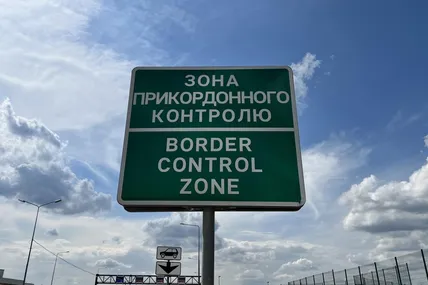 ЗОНА
ПРИКОРДОННОГО
КОНТРОЛЮ
BORDER
CONTROL
ZONE